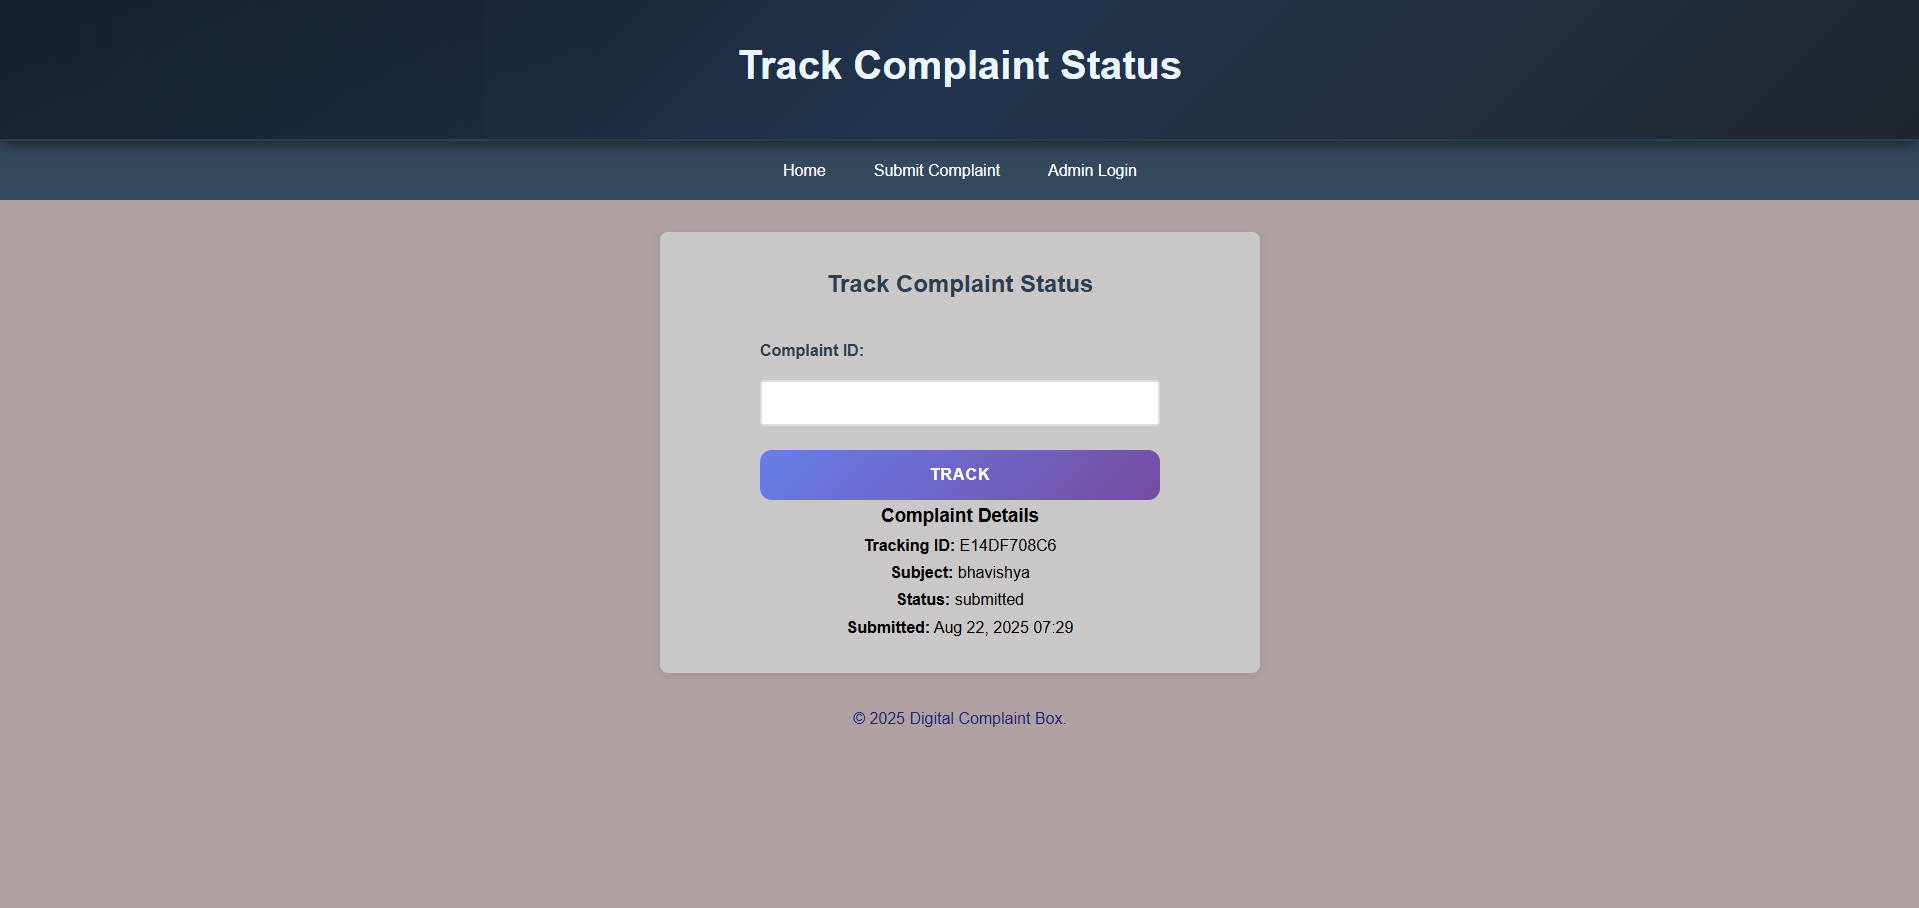 Track Complaint Status
Home Submit Complaint Admin Login
Track Complaint Status
Complaint ID:
TRACK
Complaint Details
Tracking ID: E14DF708C6
Subject: bhavishya
Status: submitted
Submitted: Aug 22, 2025 07:29
© 2025 Digital Complaint Box.